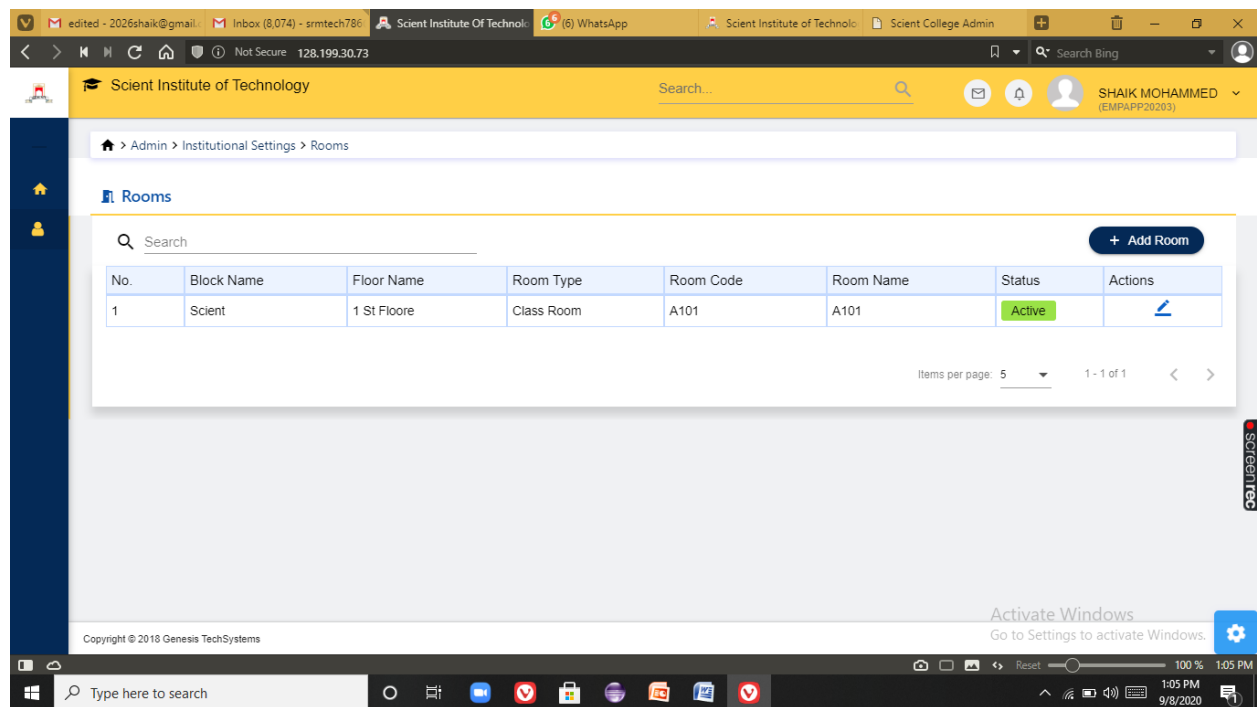 edited - 2026shaik@gmail. Inbox (8,074) - srmtech786 Scient Institute Of Technolo (6) WhatsApp Scient Institute of Technolo Scient College Admin
Not Secure 128.199.30.73 Search Bing
Scient Institute of Technology Search... SHAIK MOHAMMED
(EMPAPP20203)
> Admin > Institutional Settings > Rooms
Rooms
Search + Add Room
No. Block Name Floor Name Room Type Room Code Room Name Status Actions
1 Scient 1 St Floore Class Room A101 A101 Active
Items per page: 5 1 - 1 of 1
screenrec
Activate Windows
Go to Settings to activate Windows.
Copyright © 2018 Genesis TechSystems
Reset 100 % 1:05 PM
Type here to search 1:05 PM
9/8/2020